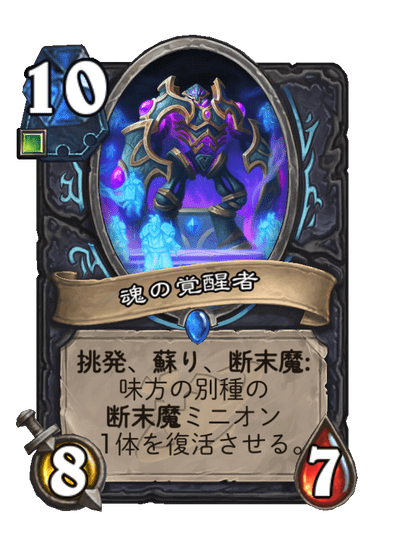 10
魂の覚醒者
挑発、蘇り、断末魔:
味方の別種の
断末魔ミニオン
1体を復活させる。
8
7